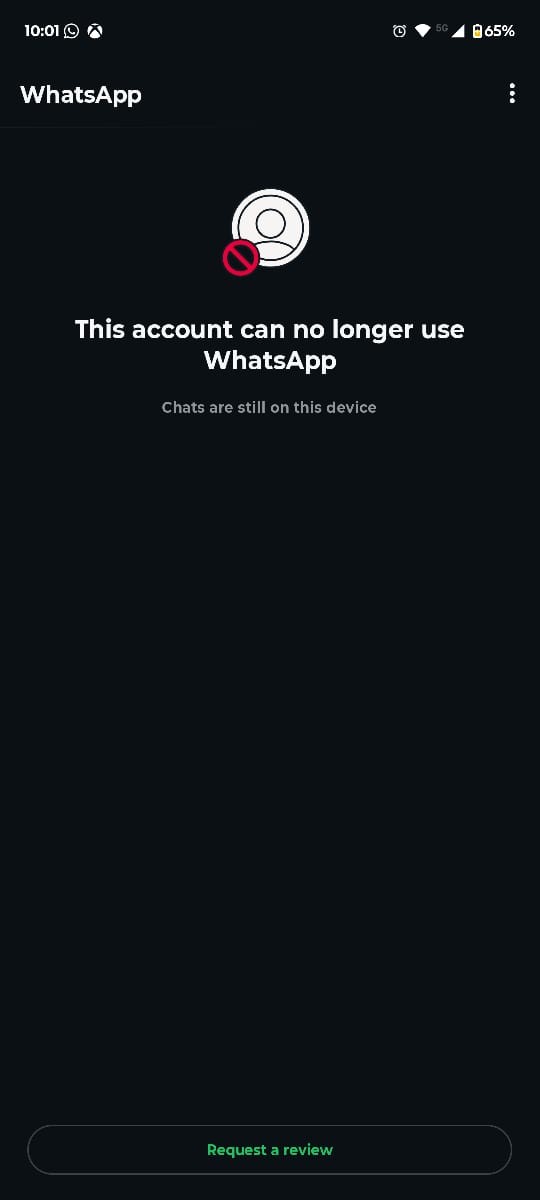 10:01 5G 65%
WhatsApp
This account can no longer use
WhatsApp
Chats are still on this device
Request a review